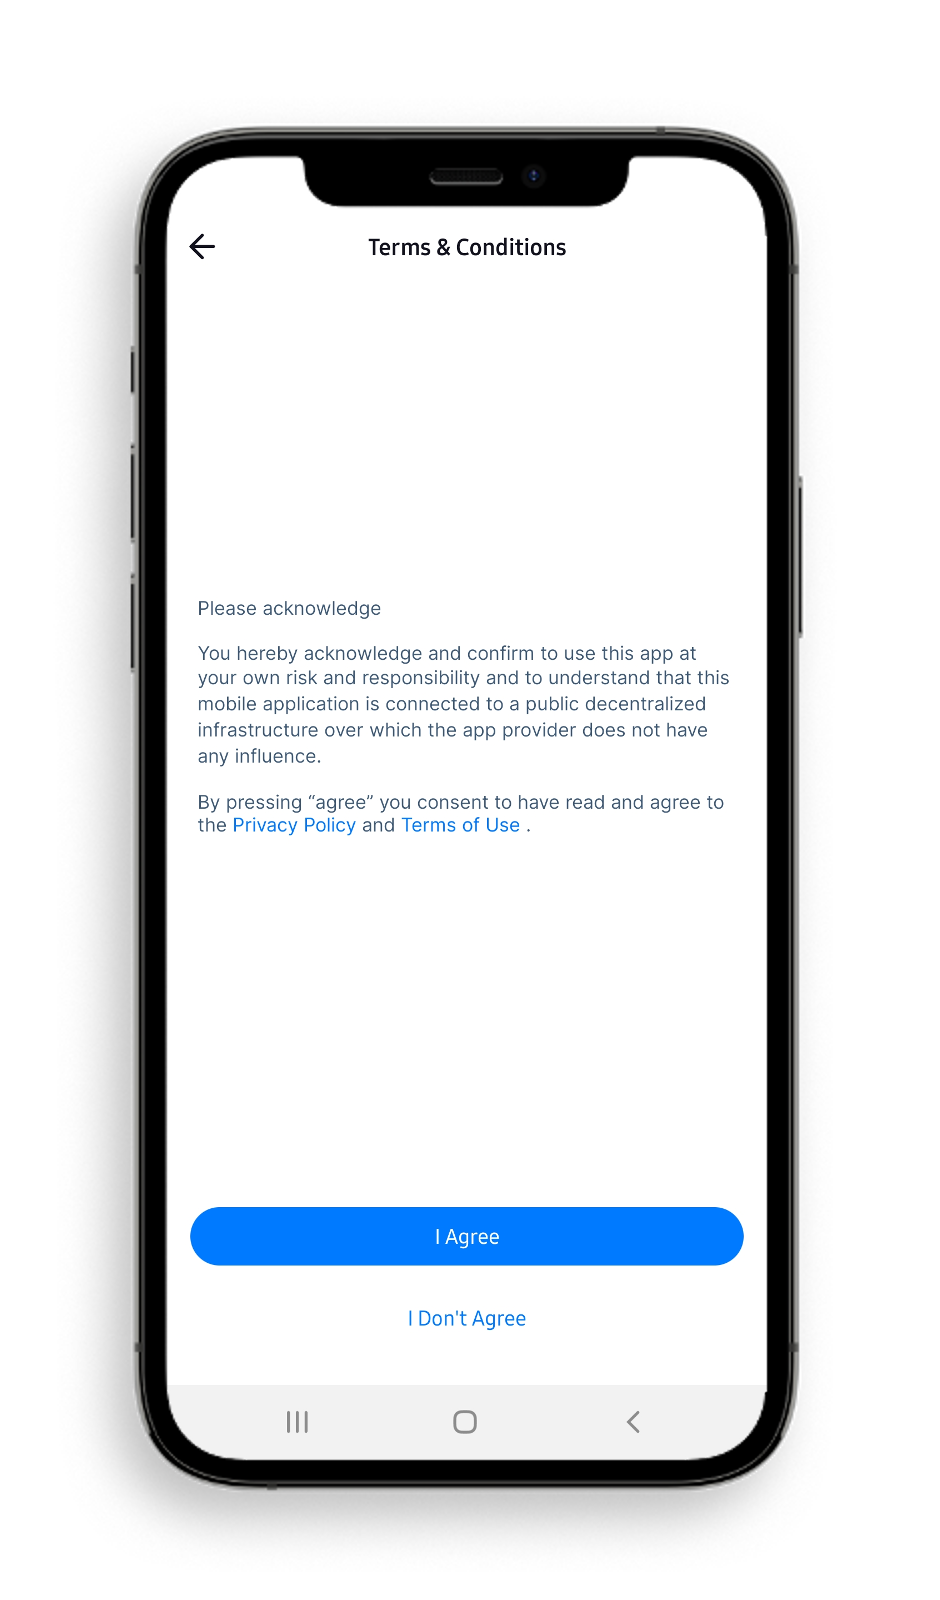 Terms & Conditions
Please acknowledge
You hereby acknowledge and confirm to use this app at
your own risk and responsibility and to understand that this
mobile application is connected to a public decentralized
infrastructure over which the app provider does not have
any influence.
By pressing “agree” you consent to have read and agree to
the Privacy Policy and Terms of Use .
I Agree
I Don't Agree